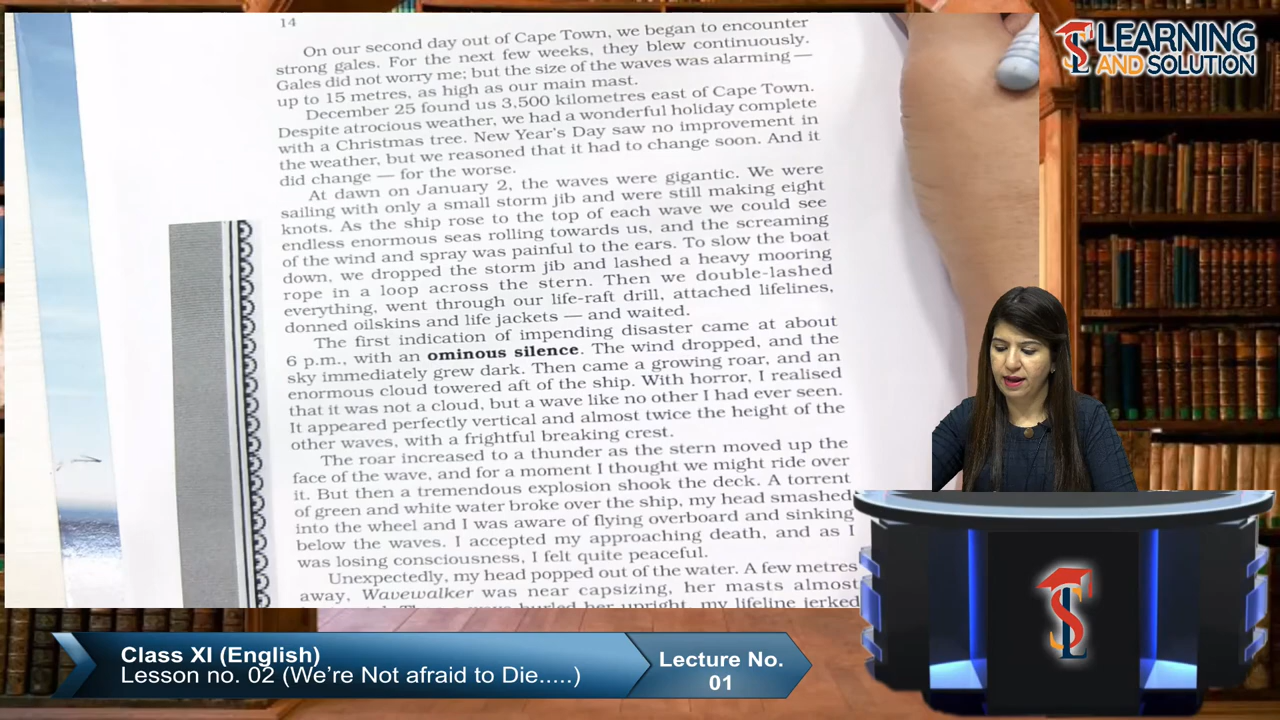 14
On our second day out of Cape Town, we began to encounter
strong gales. For the next few weeks, they blew continuously.
Gales did not worry me; but the size of the waves was alarming —
up to 15 metres, as high as our main mast.
December 25 found us 3,500 kilometres east of Cape Town.
Despite atrocious weather, we had a wonderful holiday complete
with a Christmas tree. New Year's Day saw no improvement in
the weather, but we reasoned that it had to change soon. And it
did change — for the worse.
At dawn on January 2, the waves were gigantic. We were
sailing with only a small storm jib and were still making eight
knots. As the ship rose to the top of each wave we could see
endless enormous seas rolling towards us, and the screaming
of the wind and spray was painful to the ears. To slow the boat
down, we dropped the storm jib and lashed a heavy mooring
rope in a loop across the stern. Then we double-lashed
everything, went through our life-raft drill, attached lifelines,
donned oilskins and life jackets — and waited.
The first indication of impending disaster came at about
6 p.m., with an ominous silence. The wind dropped, and the
sky immediately grew dark. Then came a growing roar, and an
enormous cloud towered aft of the ship. With horror, I realised
that it was not a cloud, but a wave like no other I had ever seen.
It appeared perfectly vertical and almost twice the height of the
other waves, with a frightful breaking crest.
The roar increased to a thunder as the stern moved up the
face of the wave, and for a moment I thought we might ride over
it. But then a tremendous explosion shook the deck. A torrent
of green and white water broke over the ship, my head smashed
into the wheel and I was aware of flying overboard and sinking
below the waves. I accepted my approaching death, and as I
was losing consciousness, I felt quite peaceful.
Unexpectedly, my head popped out of the water. A few metres
away, Wavewalker was near capsizing, her masts almost
her upright, my lifeline jerked
LEARNING
AND SOLUTION
Class XI (English)
Lesson no. 02 (We're Not afraid to Die.....)
Lecture No.
01